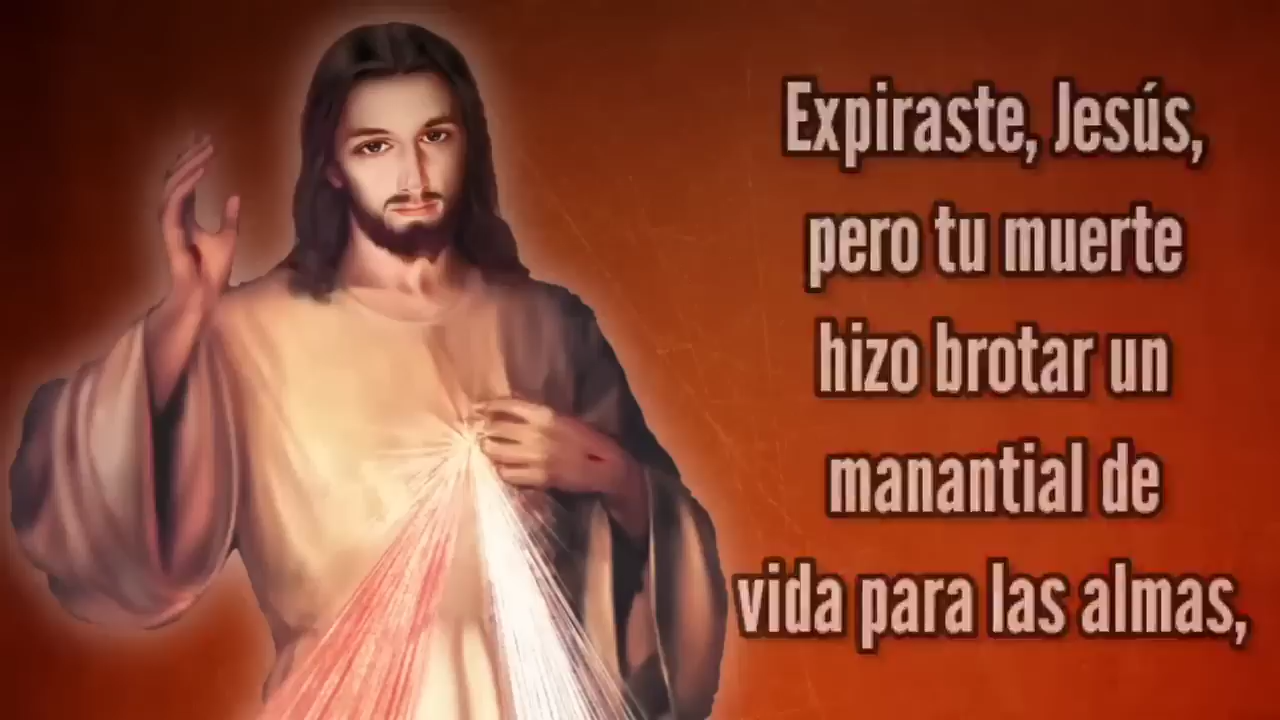 Expiraste, Jesús,
pero tu muerte
hizo brotar un
manantial de
vida para las almas,